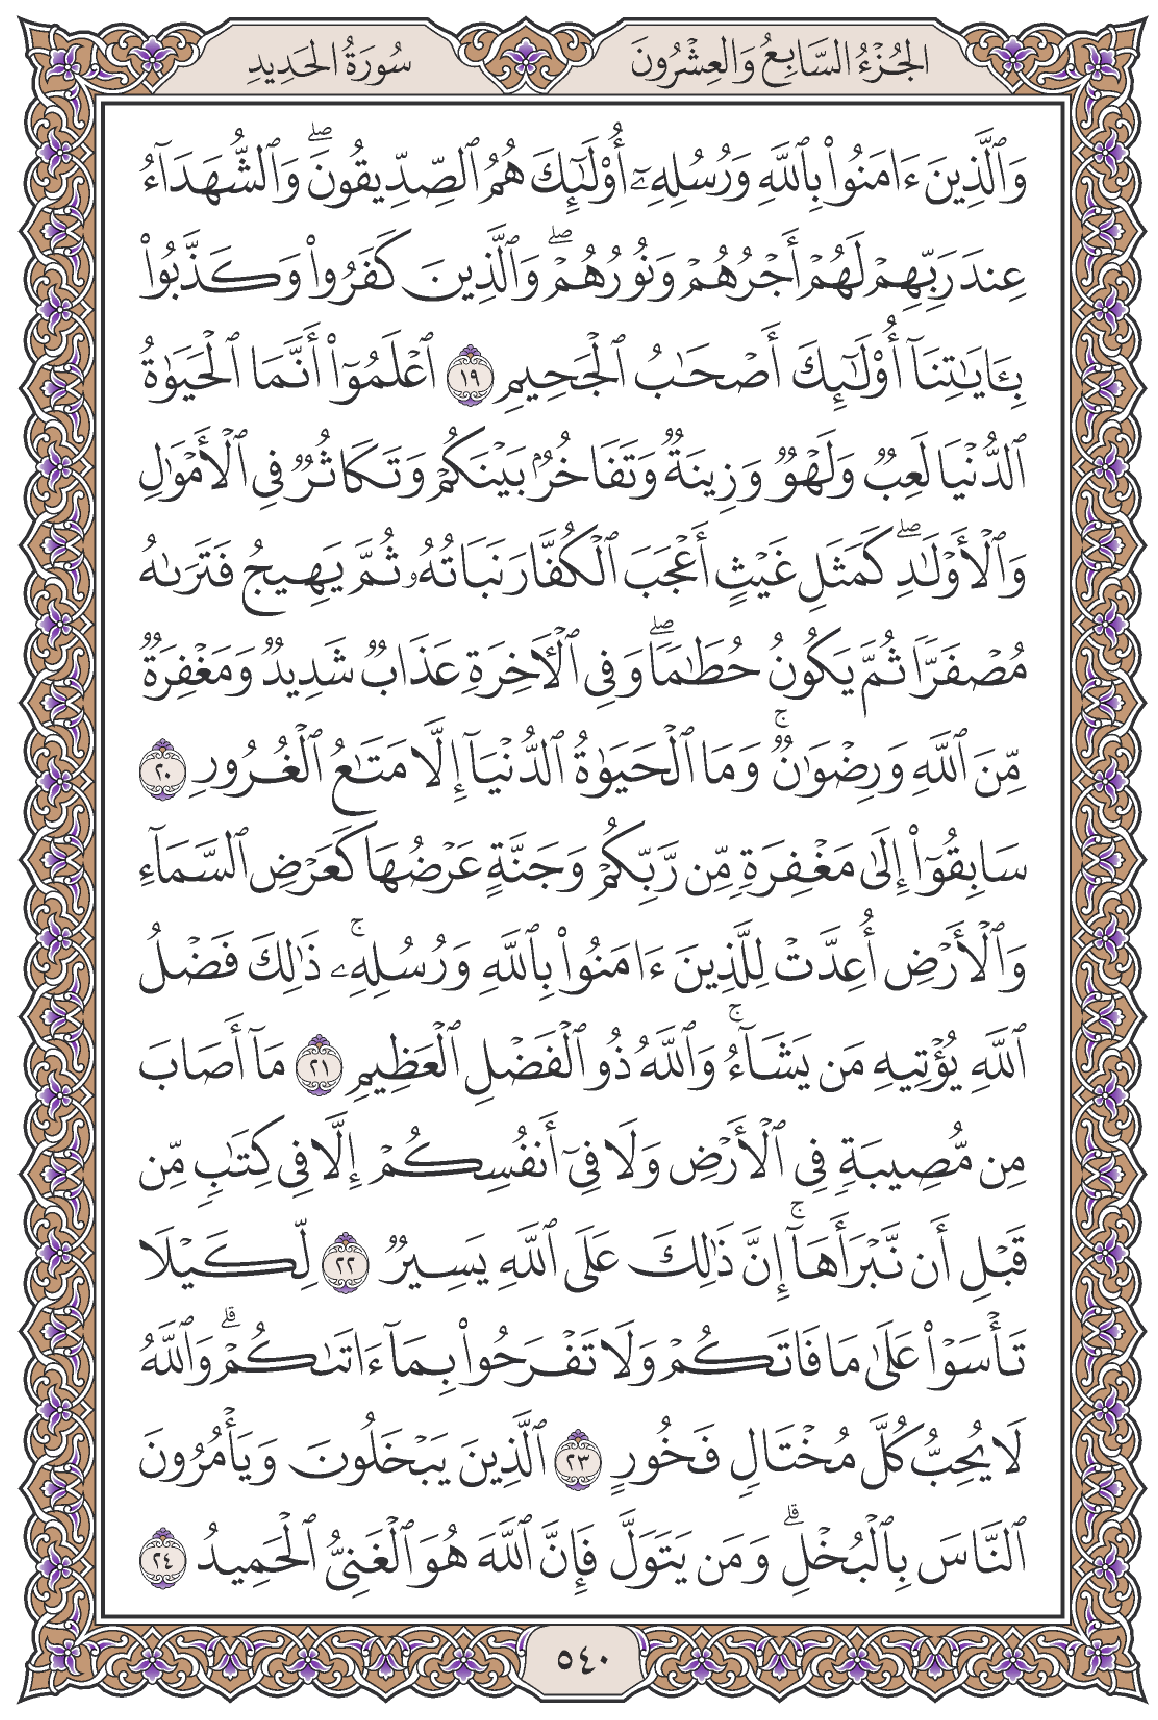 الجُزْءُ السَّابِعُ وَالعِشْرُونَ
سُورَةُ الحَدِيدِ
وَٱلَّذِينَ ءَامَنُوا۟ بِٱللَّهِ وَرُسُلِهِۦٓ أُو۟لَٰٓئِكَ هُمُ ٱلصِّدِّيقُونَۖ وَٱلشُّهَدَآءُ
عِندَ رَبِّهِمْ لَهُمْ أَجْرُهُمْ وَنُورُهُمْۖ وَٱلَّذِينَ كَفَرُوا۟ وَكَذَّبُوا۟
بِـَٔايَٰتِنَآ أُو۟لَٰٓئِكَ أَصْحَٰبُ ٱلْجَحِيمِ ١٩ ٱعْلَمُوٓا۟ أَنَّمَا ٱلْحَيَوٰةُ
ٱلدُّنْيَا لَعِبٌ وَلَهْوٌ وَزِينَةٌ وَتَفَاخُرٌۢ بَيْنَكُمْ وَتَكَاثُرٌ فِى ٱلْأَمْوَٰلِ
وَٱلْأَوْلَٰدِۖ كَمَثَلِ غَيْثٍ أَعْجَبَ ٱلْكُفَّارَ نَبَاتُهُۥ ثُمَّ يَهِيجُ فَتَرَىٰهُ
مُصْفَرًّا ثُمَّ يَكُونُ حُطَٰمًاۖ وَفِى ٱلْـَٔاخِرَةِ عَذَابٌ شَدِيدٌ وَمَغْفِرَةٌ
مِّنَ ٱللَّهِ وَرِضْوَٰنٌۚ وَمَا ٱلْحَيَوٰةُ ٱلدُّنْيَآ إِلَّا مَتَٰعُ ٱلْغُرُورِ ٢٠
سَابِقُوٓا۟ إِلَىٰ مَغْفِرَةٍ مِّن رَّبِّكُمْ وَجَنَّةٍ عَرْضُهَا كَعَرْضِ ٱلسَّمَآءِ
وَٱلْأَرْضِ أُعِدَّتْ لِلَّذِينَ ءَامَنُوا۟ بِٱللَّهِ وَرُسُلِهِۦۚ ذَٰلِكَ فَضْلُ
ٱللَّهِ يُؤْتِيهِ مَن يَشَآءُۚ وَٱللَّهُ ذُو ٱلْفَضْلِ ٱلْعَظِيمِ ٢١ مَآ أَصَابَ
مِن مُّصِيبَةٍ فِى ٱلْأَرْضِ وَلَا فِىٓ أَنفُسِكُمْ إِلَّا فِى كِتَٰبٍ مِّن
قَبْلِ أَن نَّبْرَأَهَآۚ إِنَّ ذَٰلِكَ عَلَى ٱللَّهِ يَسِيرٌ ٢٢ لِّكَيْلَا
تَأْسَوْا۟ عَلَىٰ مَا فَاتَكُمْ وَلَا تَفْرَحُوا۟ بِمَآ ءَاتَىٰكُمْۗ وَٱللَّهُ
لَا يُحِبُّ كُلَّ مُخْتَالٍ فَخُورٍ ٢٣ ٱلَّذِينَ يَبْخَلُونَ وَيَأْمُرُونَ
ٱلنَّاسَ بِٱلْبُخْلِۗ وَمَن يَتَوَلَّ فَإِنَّ ٱللَّهَ هُوَ ٱلْغَنِىُّ ٱلْحَمِيدُ ٢٤
٥٤٠